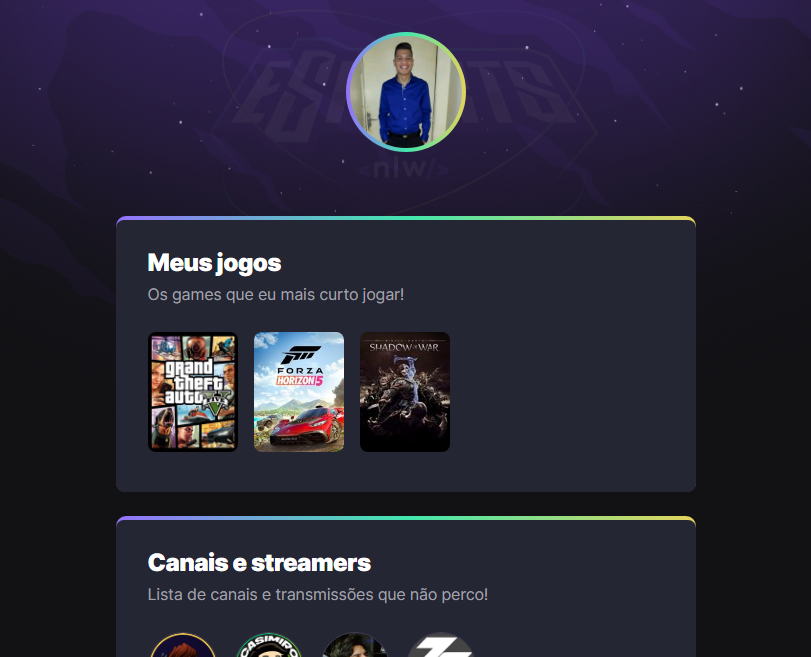 ESPORTS
<nlw/>
Meus jogos
Os games que eu mais curto jogar!
grand
theft
auto
V
FIVE
FORZA
HORIZON 5
SHADOW OF WAR
Canais e streamers
Lista de canais e transmissões que não perco!
CASIMIRO